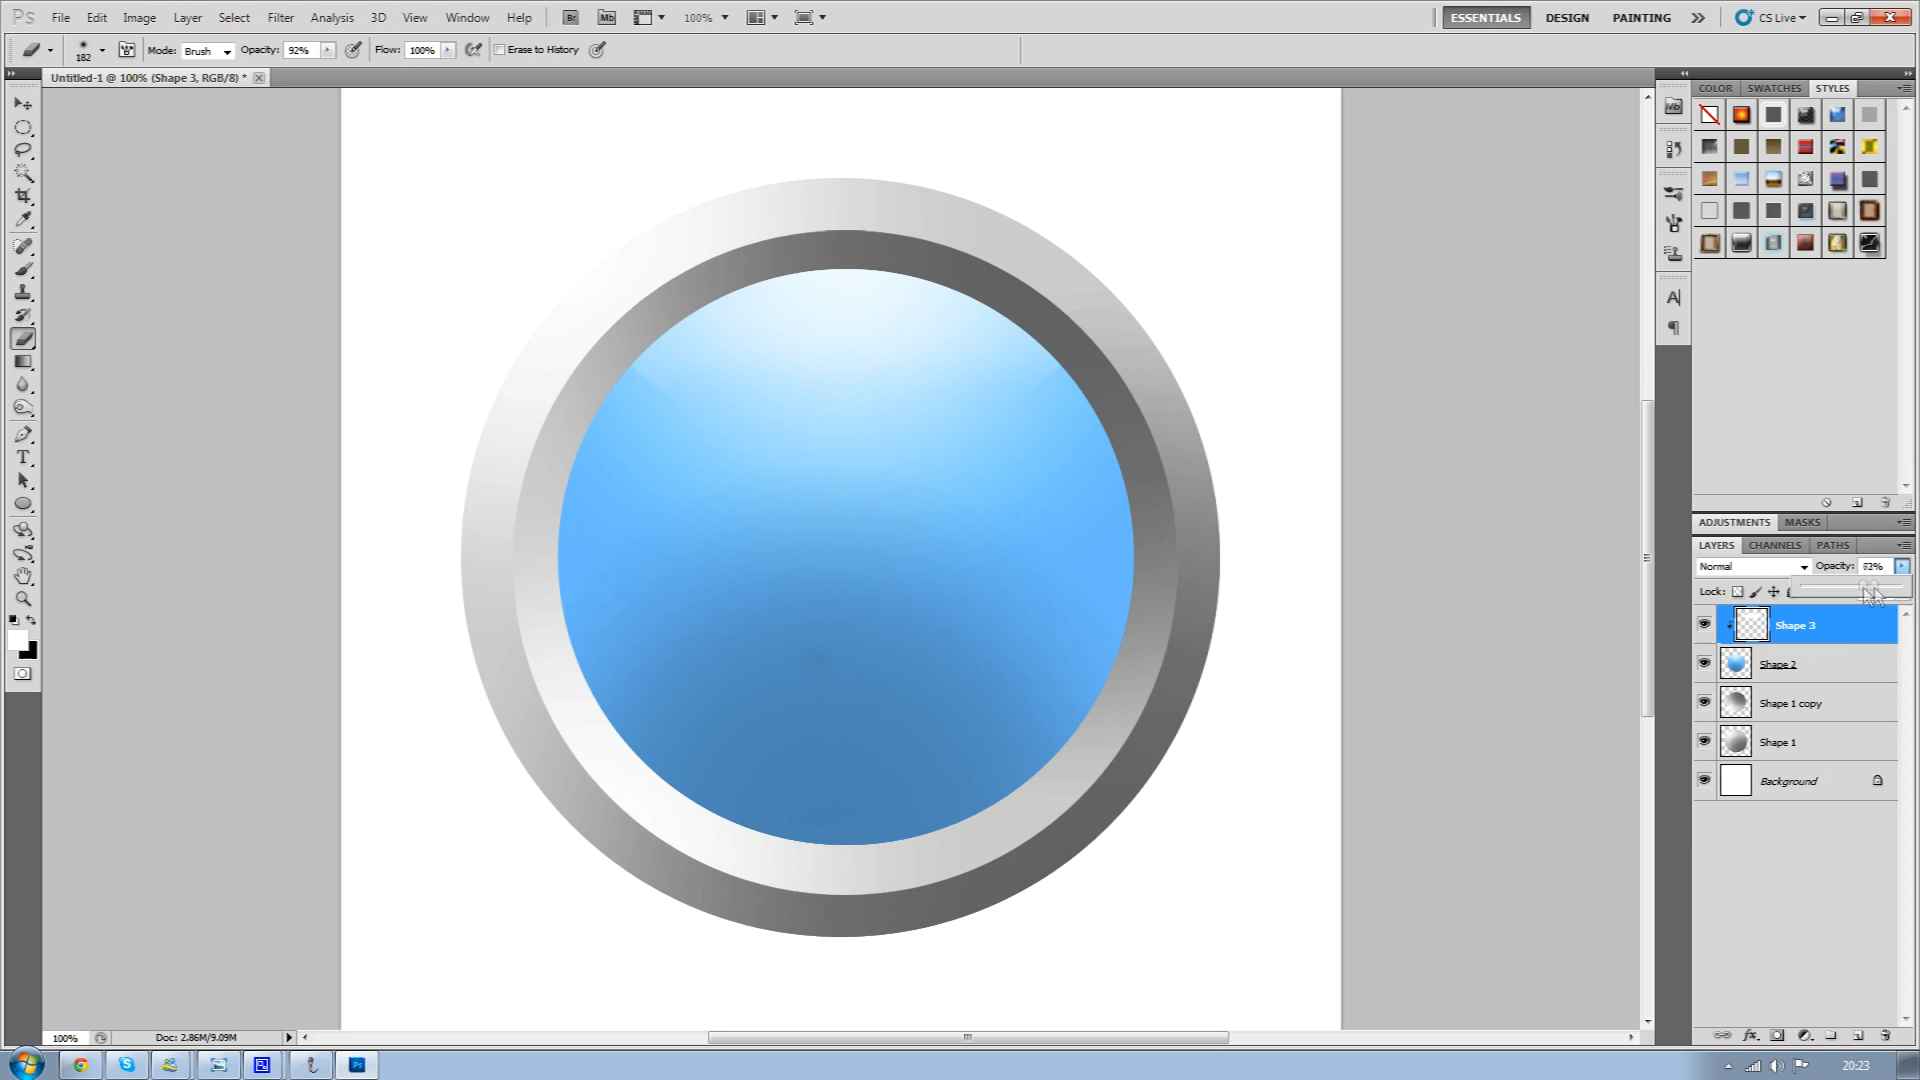 Ps File Edit Image Layer Select Filter Analysis 3D View Window Help Br Mb 100% ESSENTIALS DESIGN PAINTING CS Live
182 Mode: Brush Opacity: 92% Flow: 100% Erase to History
Untitled-1 @ 100% (Shape 3, RGB/8) *
COLOR SWATCHES STYLES
Mb
A
T
ADJUSTMENTS MASKS
LAYERS CHANNELS PATHS
Normal Opacity:
Lock:
Shape 3
Shape 2
Shape 1 copy
Shape 1
Background
100% Doc: 2.86M/9.09M
fx
Ps 20:23